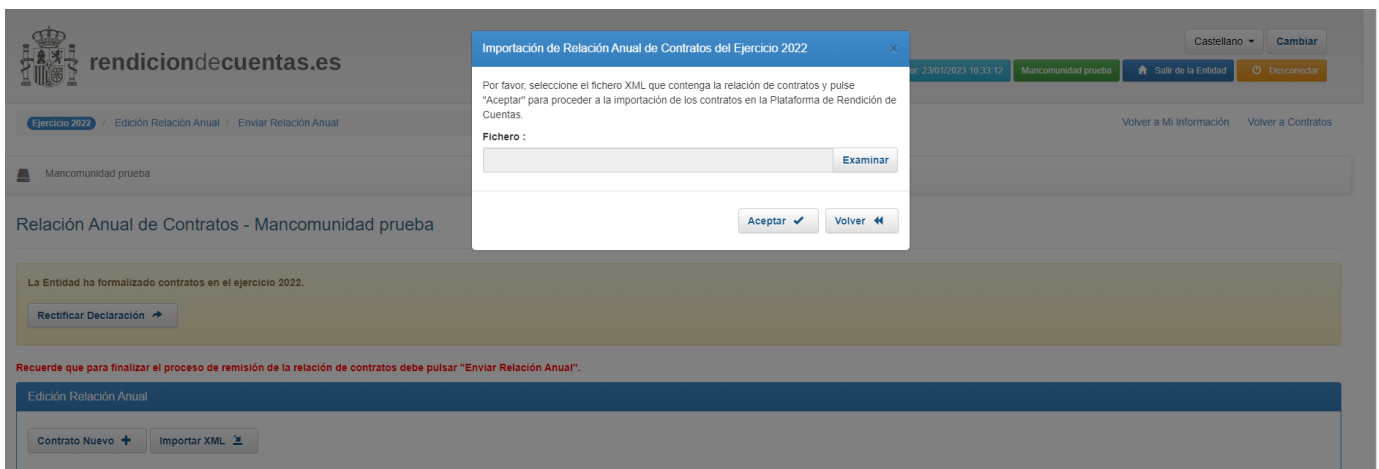 rendiciondecuentas.es
Castellano
Cambiar
or: 23/01/2023 10:33:12
Mancomunidad prueba
Salir de la Entidad
Desconectar
Ejercicio 2022 / Edición Relación Anual / Enviar Relación Anual
Volver a Mi Información
Volver a Contratos
Mancomunidad prueba
Importación de Relación Anual de Contratos del Ejercicio 2022
×
Por favor, seleccione el fichero XML que contenga la relación de contratos y pulse
"Aceptar" para proceder a la importación de los contratos en la Plataforma de Rendición de
Cuentas.
Fichero :
Examinar
Aceptar
Volver
Relación Anual de Contratos - Mancomunidad prueba
La Entidad ha formalizado contratos en el ejercicio 2022.
Rectificar Declaración
Recuerde que para finalizar el proceso de remisión de la relación de contratos debe pulsar "Enviar Relación Anual".
Edición Relación Anual
Contrato Nuevo
Importar XML